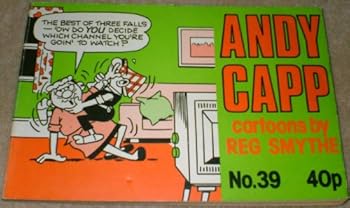 THE BEST OF THREE FALLS
— 'OW DO YOU DECIDE
WHICH CHANNEL YOU'RE
GOIN' TO WATCH?
ANDY
CAPP
cartoons by
REG SMYTHE
No.39 40p